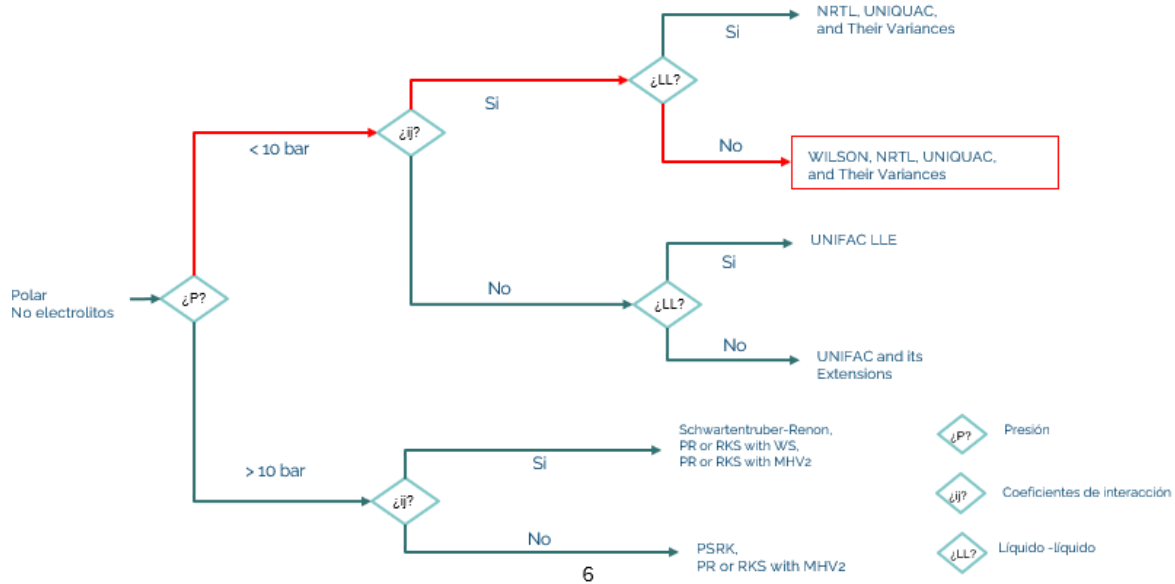 NRTL, UNIQUAC,
and Their Variances
Si
¿LL?
Si
¿ij?
< 10 bar
No
WILSON, NRTL, UNIQUAC,
and Their Variances
UNIFAC LLE
Si
Polar
No electrolitos
¿P?
No
¿LL?
No
UNIFAC and its
Extensions
Schwartentruber-Renon,
PR or RKS with WS,
PR or RKS with MHV2
Si
> 10 bar
¿ij?
No
PSRK,
PR or RKS with MHV2
¿P?
Presión
¿ij?
Coeficientes de interacción
¿LL?
Líquido -líquido
6